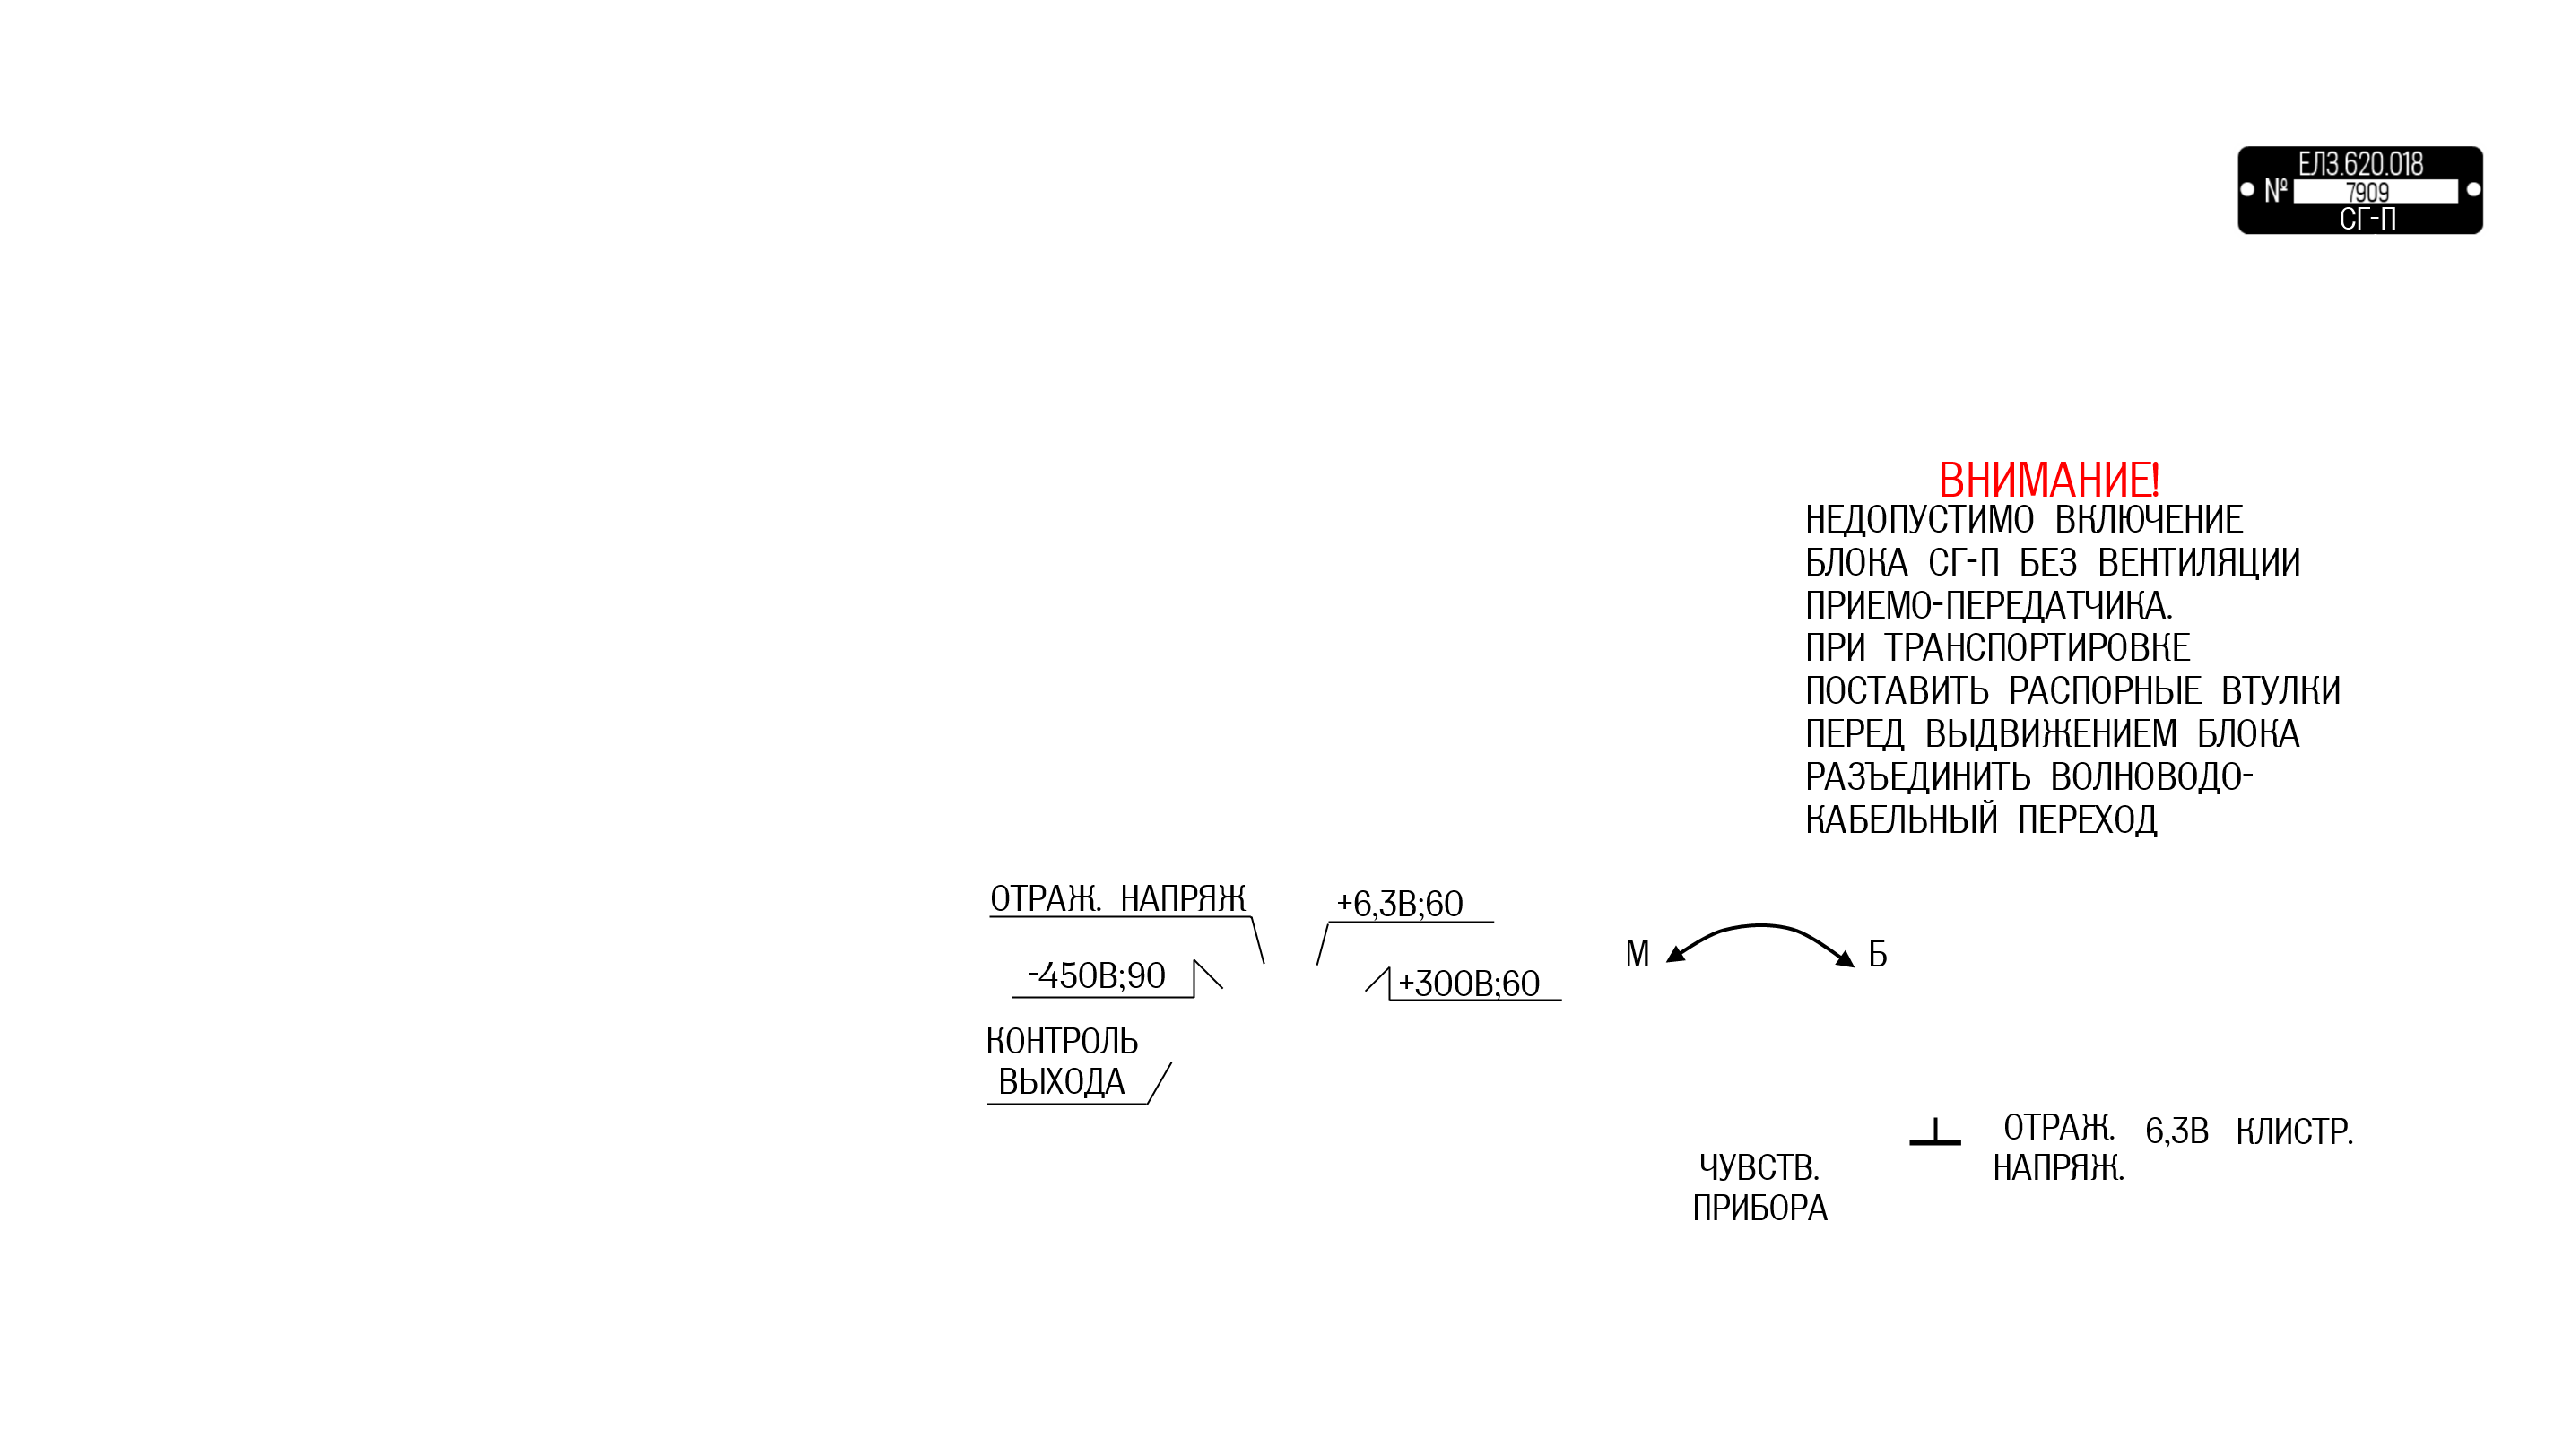 ЕЛ3.620.018
№ 7909
СГ-П
ВНИМАНИЕ!
НЕДОПУСТИМО ВКЛЮЧЕНИЕ
БЛОКА СГ-П БЕЗ ВЕНТИЛЯЦИИ
ПРИЕМО-ПЕРЕДАТЧИКА.
ПРИ ТРАНСПОРТИРОВКЕ
ПОСТАВИТЬ РАСПОРНЫЕ ВТУЛКИ
ПЕРЕД ВЫДВИЖЕНИЕМ БЛОКА
РАЗЪЕДИНИТЬ ВОЛНОВОДО-
КАБЕЛЬНЫЙ ПЕРЕХОД
ОТРАЖ. НАПРЯЖ
+6,3В;60
-450В;90
+300В;60
М
Б
КОНТРОЛЬ
ВЫХОДА
ЧУВСТВ.
ПРИБОРА
ОТРАЖ.
НАПРЯЖ.
6,3В
КЛИСТР.